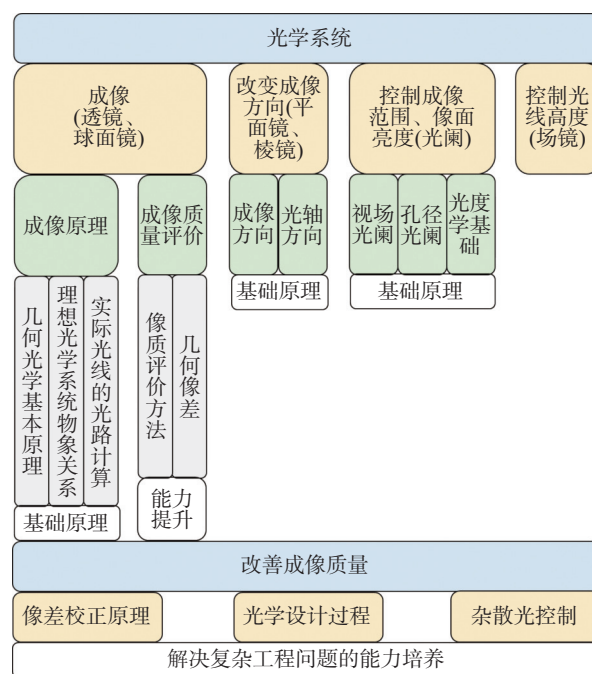 光学系统
成像
(透镜、
球面镜)
改变成像
方向(平
面镜、
棱镜)
控制成像
范围、像面
亮度(光阑)
控制光
线高度
(场镜)
成像原理
成像质
量评价
成像
方向
光轴
方向
视场
光阑
孔径
光阑
光度
学基
础
基础原理
基础原理
几何光学基本原理
理想光学系统物象关系
实际光线的光路计算
像质评价方法
几何像差
基础原理
能力
提升
改善成像质量
像差校正原理
光学设计过程
杂散光控制
解决复杂工程问题的能力培养